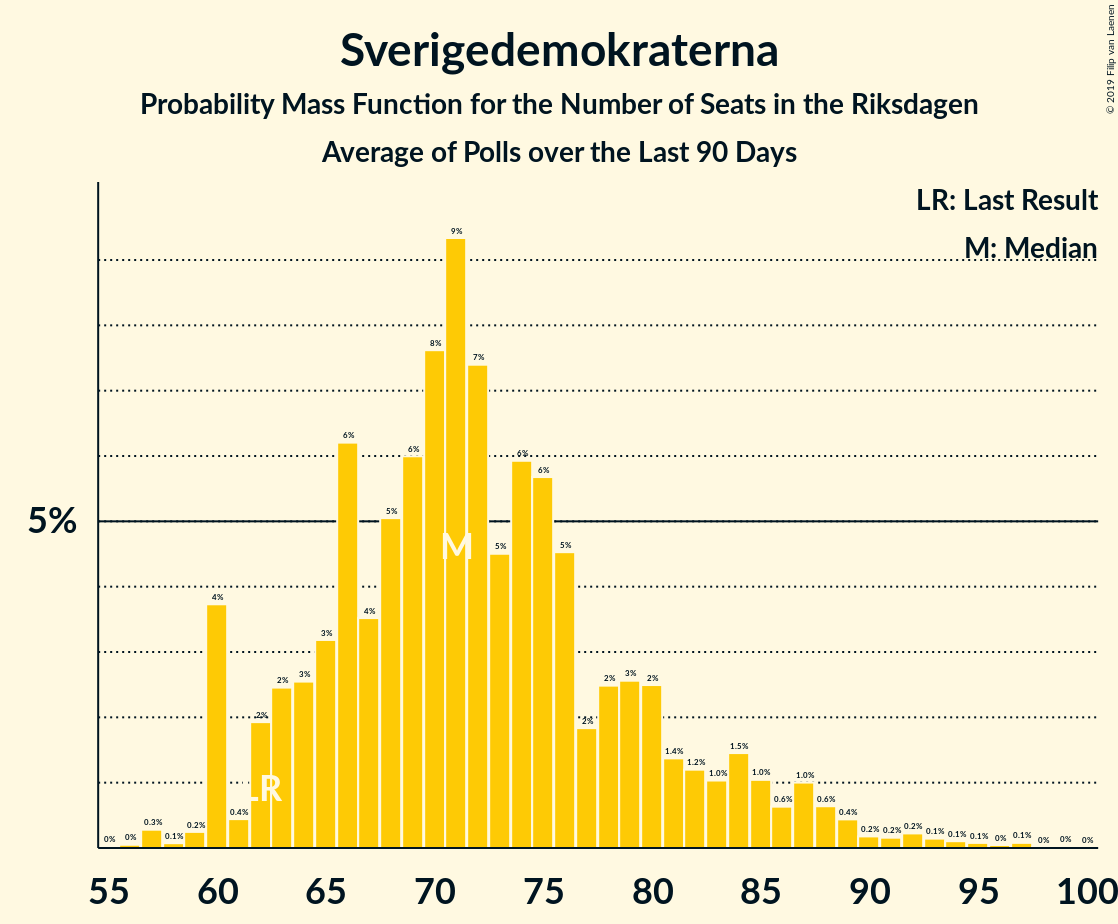 Sverigedemokraterna
Probability Mass Function for the Number of Seats in the Riksdagen
Average of Polls over the Last 90 Days
© 2019 Filip van Laenen
LR: Last Result
M: Median
5%
0% 0% 0.3% 0.1% 0.2% 4% 0.4% 2% 2% 3% 3% 6% 4% 5% 6% 8% 9% 7% 5% 6% 6% 5% 2% 2% 3% 2% 1.4% 1.2% 1.0% 1.5% 1.0% 0.6% 1.0% 0.6% 0.4% 0.2% 0.2% 0.2% 0.1% 0.1% 0.1% 0% 0.1% 0% 0% 0%
M
LR
55 60 65 70 75 80 85 90 95 100